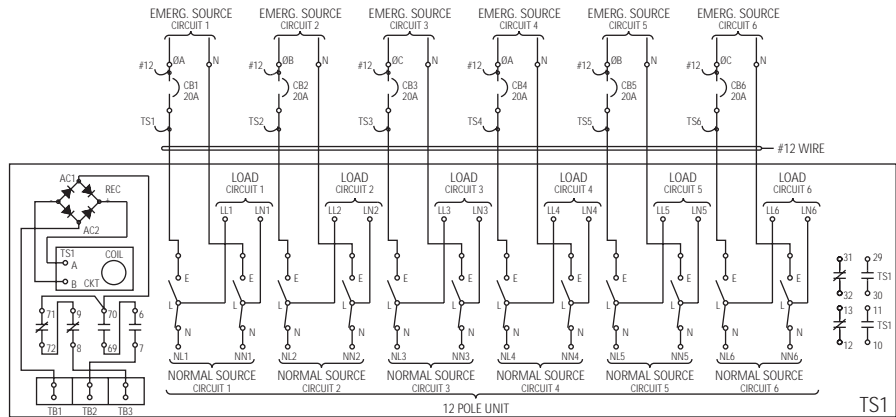 EMERG. SOURCE EMERG. SOURCE EMERG. SOURCE EMERG. SOURCE EMERG. SOURCE EMERG. SOURCE
CIRCUIT 1 CIRCUIT 2 CIRCUIT 3 CIRCUIT 4 CIRCUIT 5 CIRCUIT 6
#12 ØA N #12 ØB N #12 ØC N #12 ØA N #12 ØB N #12 ØC N
CB1 CB2 CB3 CB4 CB5 CB6
20A 20A 20A 20A 20A 20A
TS1 TS2 TS3 TS4 TS5 TS6
#12 WIRE
LOAD LOAD LOAD LOAD LOAD LOAD
CIRCUIT 1 CIRCUIT 2 CIRCUIT 3 CIRCUIT 4 CIRCUIT 5 CIRCUIT 6
AC1
REC
- +
AC2
LL1 LN1 LL2 LN2 LL3 LN3 LL4 LN4 LL5 LN5 LL6 LN6
TS1 COIL
A
B CKT
E E E E E E E E E E E E
L L L L L L L L L L L L
N N N N N N N N N N N N
31 29
TS1
32 30
13 11
TS1
12 10
71 9 70 6
72 8 69 7
NL1 NN1 NL2 NN2 NL3 NN3 NL4 NN4 NL5 NN5 NL6 NN6
NORMAL SOURCE NORMAL SOURCE NORMAL SOURCE NORMAL SOURCE NORMAL SOURCE NORMAL SOURCE
CIRCUIT 1 CIRCUIT 2 CIRCUIT 3 CIRCUIT 4 CIRCUIT 5 CIRCUIT 6
TB1 TB2 TB3
12 POLE UNIT
TS1